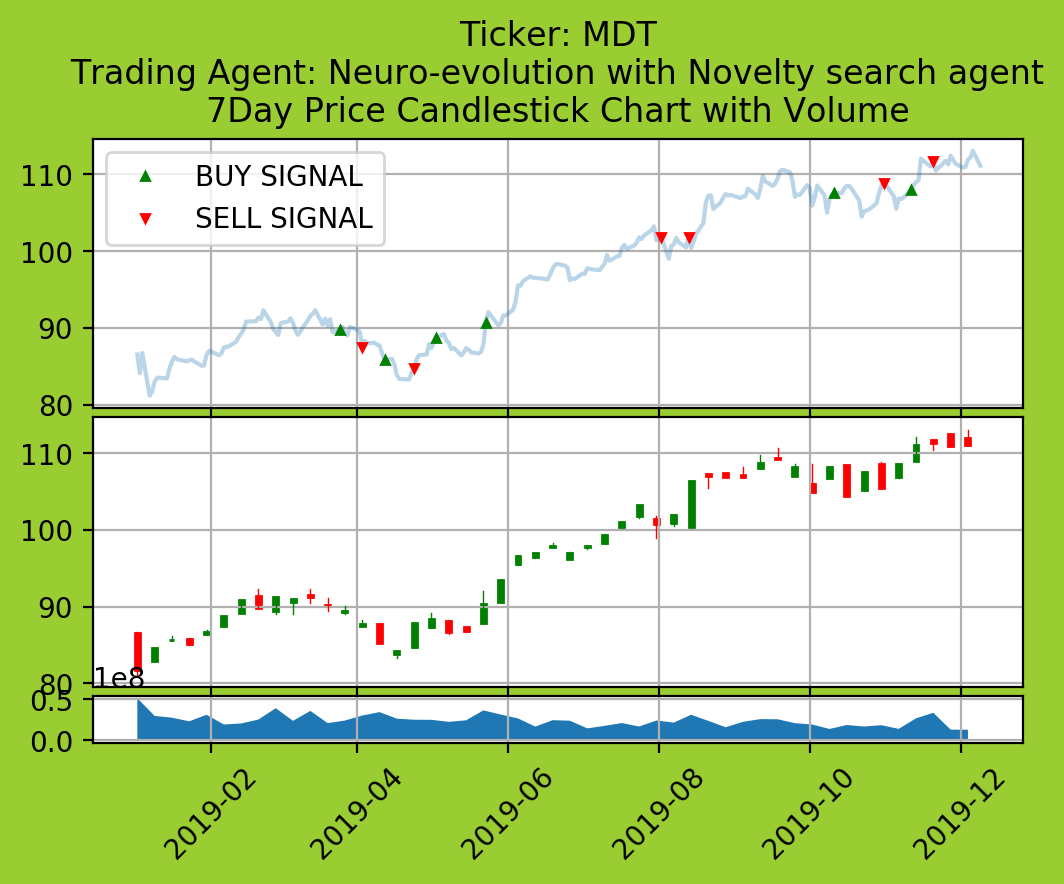 Ticker: MDT
Trading Agent: Neuro-evolution with Novelty search agent
7Day Price Candlestick Chart with Volume
BUY SIGNAL
SELL SIGNAL
110
100
90
80
110
100
90
80
1e8
0.5
0.0
2019-02
2019-04
2019-06
2019-08
2019-10
2019-12